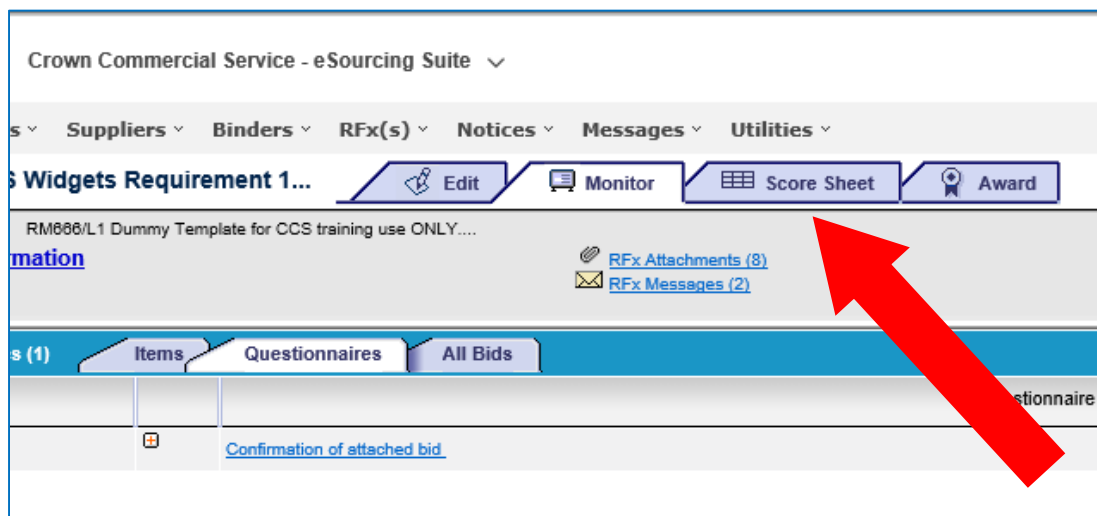 Crown Commercial Service - eSourcing Suite
s Suppliers Binders RFx(s) Notices Messages Utilities
S Widgets Requirement 1... Edit Monitor Score Sheet Award
RM666/L1 Dummy Template for CCS training use ONLY....
mation RFx Attachments (8)
RFx Messages (2)
s (1) Items Questionnaires All Bids
stionnaire
Confirmation of attached bid